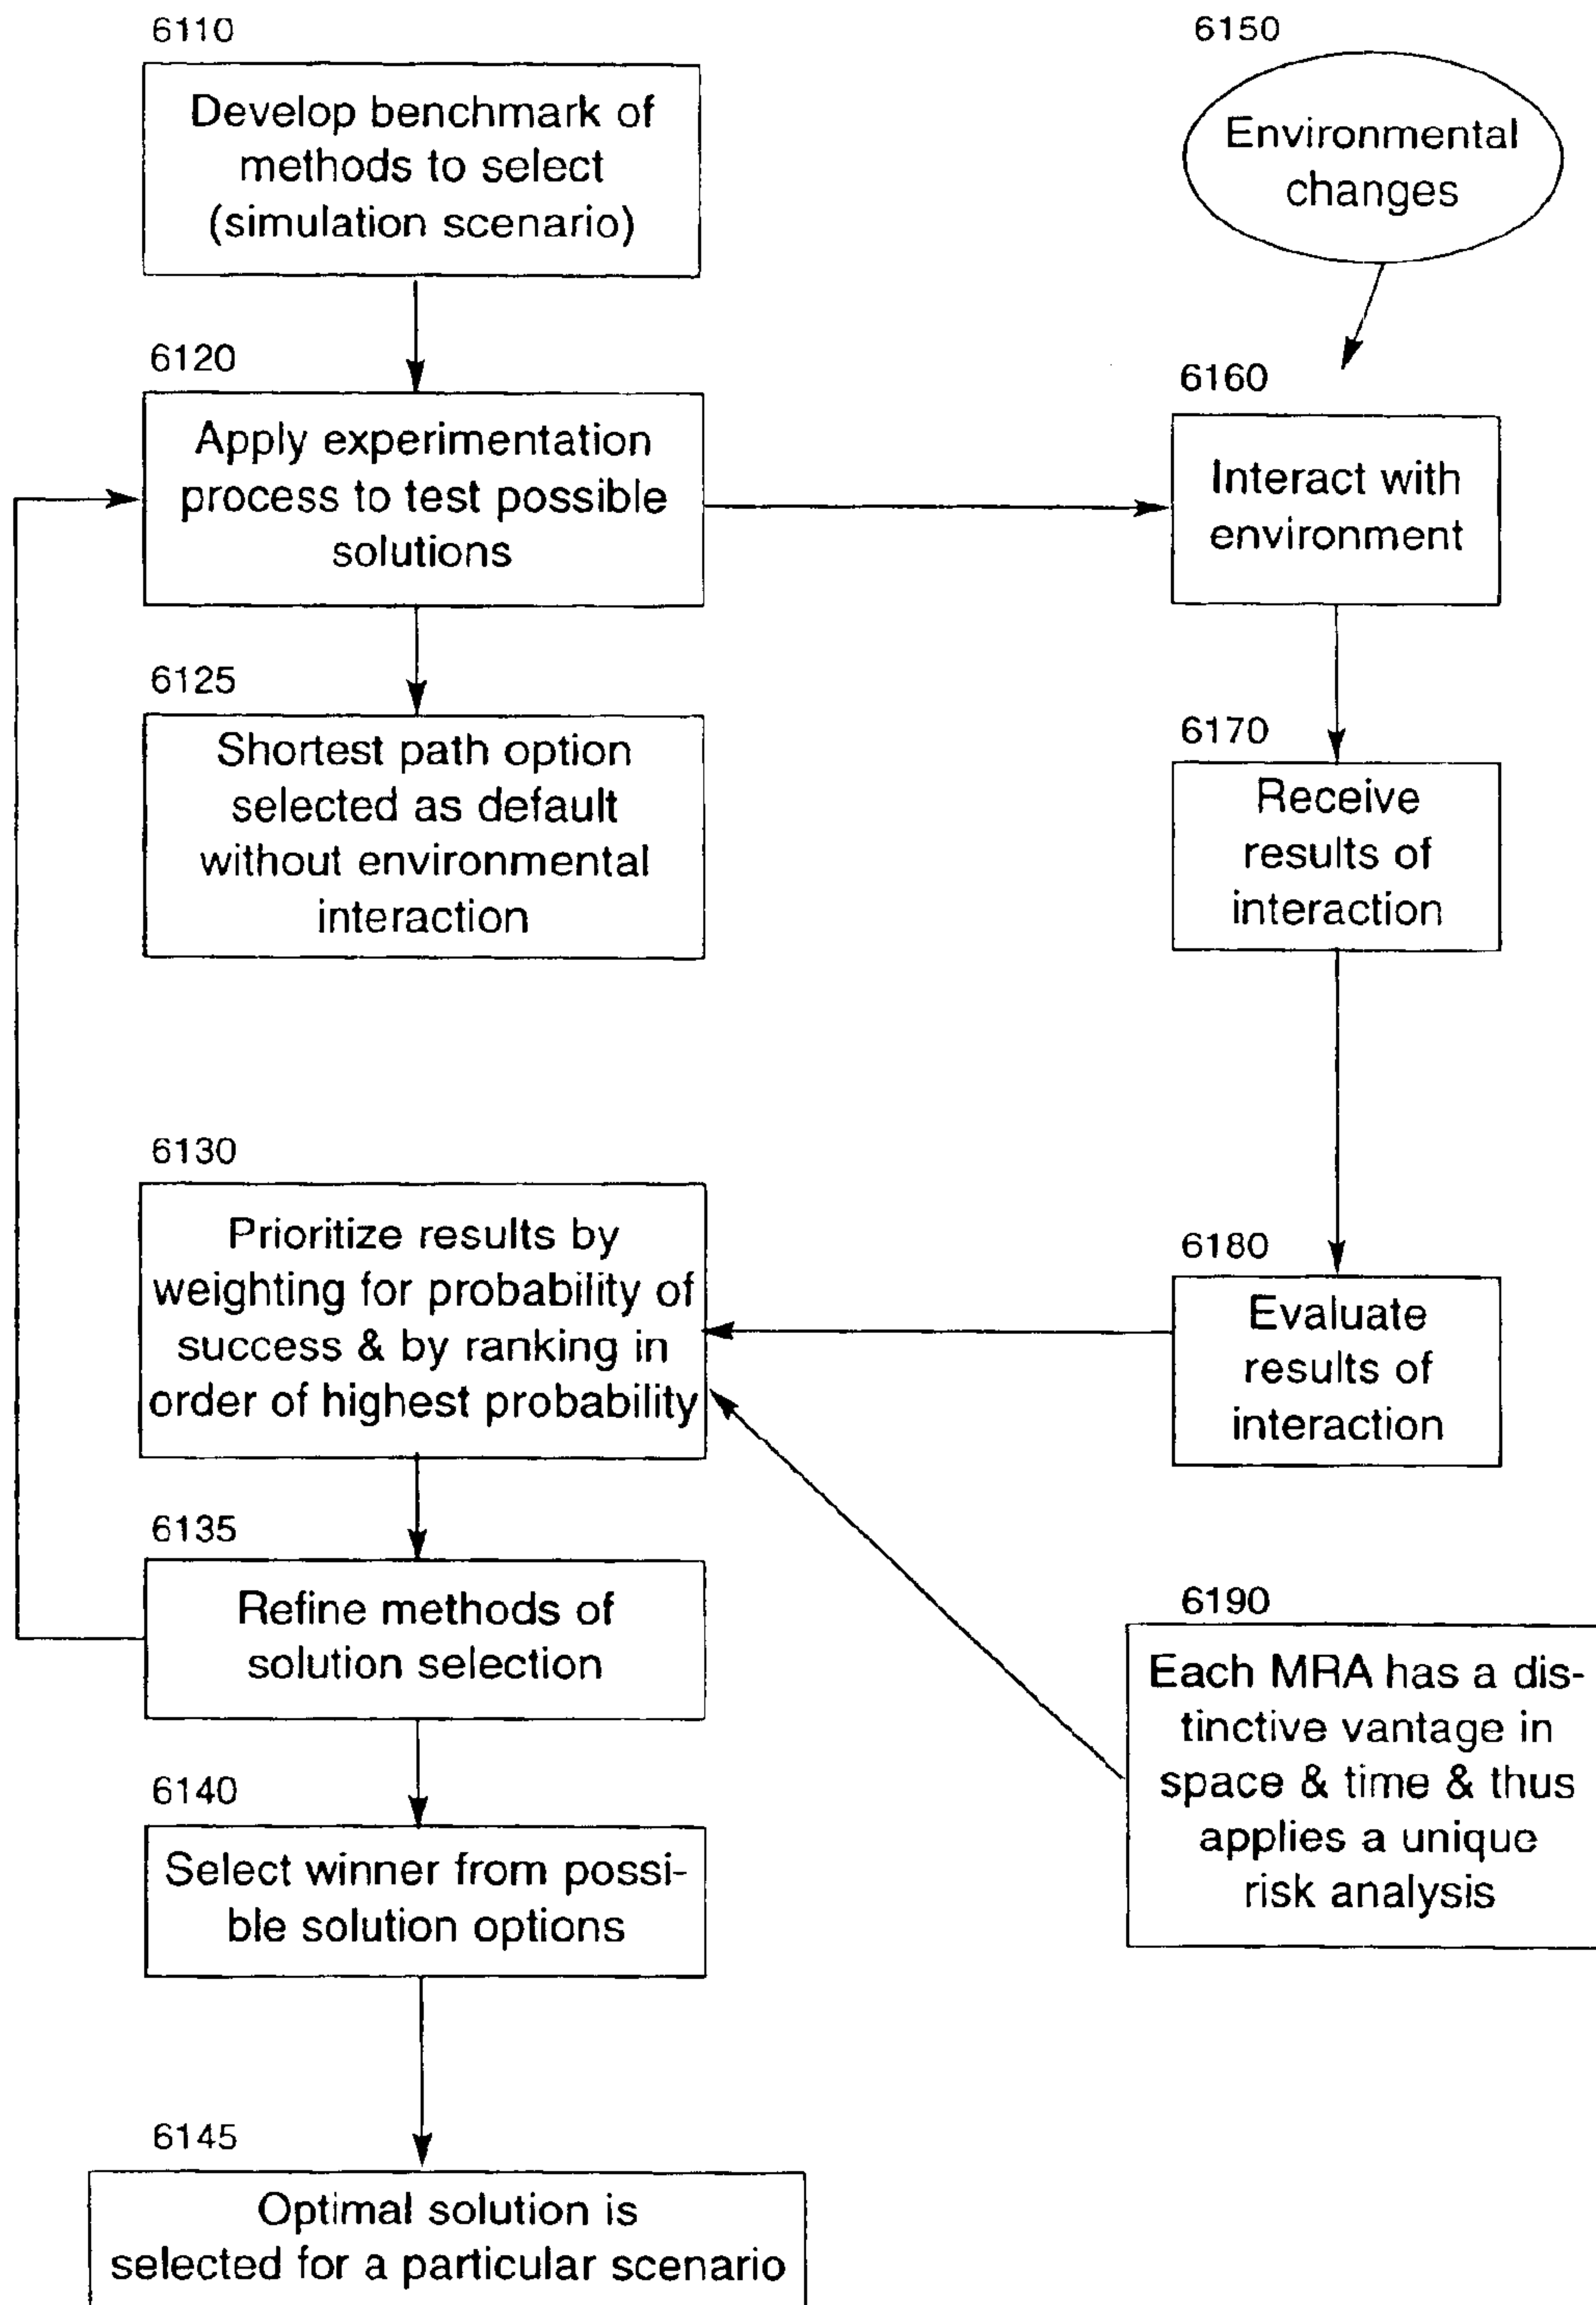 6110
Develop benchmark of
methods to select
(simulation scenario)
6120
Apply experimentation
process to test possible
solutions
6125
Shortest path option
selected as default
without environmental
interaction
6130
Prioritize results by
weighting for probability of
success & by ranking in
order of highest probability
6135
Refine methods of
solution selection
6140
Select winner from possi-
ble solution options
6145
Optimal solution is
selected for a particular scenario
6150
Environmental
changes
6160
Interact with
environment
6170
Receive
results of
interaction
6180
Evaluate
results of
interaction
6190
Each MRA has a dis-
tinctive vantage in
space & time & thus
applies a unique
risk analysis